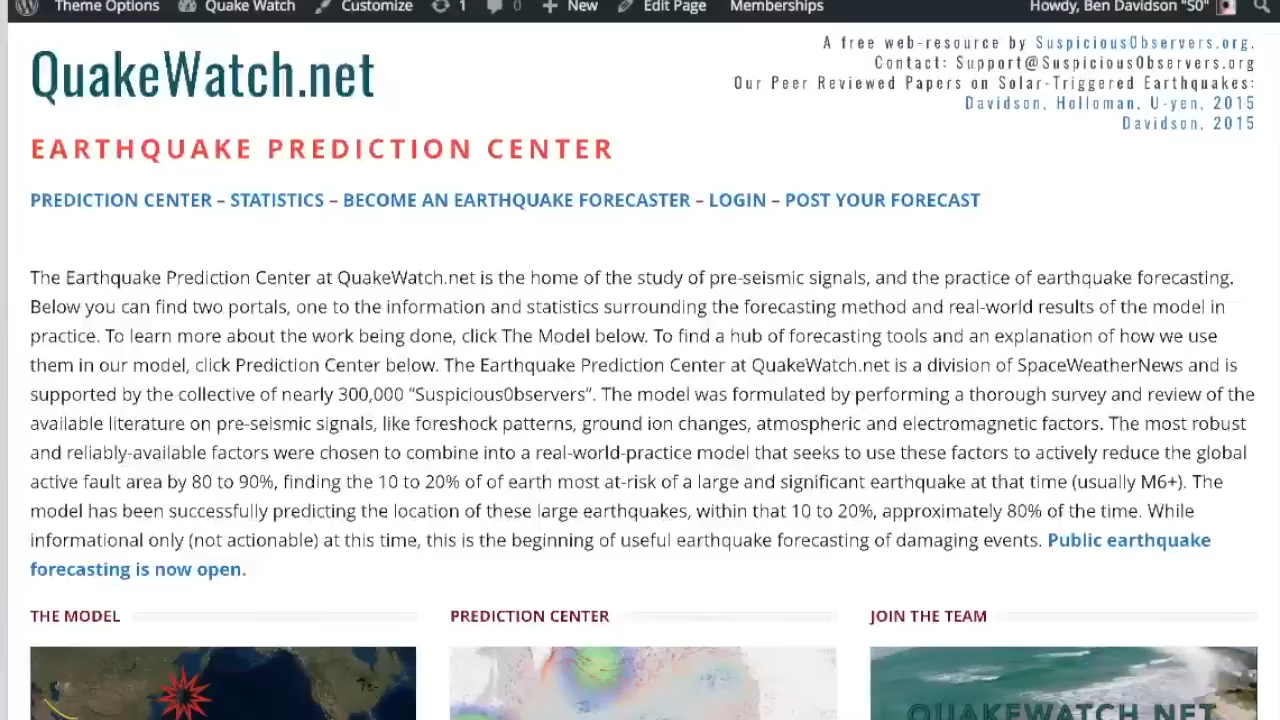 Theme Options Quake Watch Customize 1 0 New Edit Page Memberships Howdy, Ben Davidson "S0"
QuakeWatch.net
A free web-resource by Suspicious0bservers.org.
Contact: Support@Suspicious0bservers.org
Our Peer Reviewed Papers on Solar-Triggered Earthquakes:
Davidson, Holloman, U-yen, 2015
Davidson, 2015
EARTHQUAKE PREDICTION CENTER
PREDICTION CENTER – STATISTICS – BECOME AN EARTHQUAKE FORECASTER – LOGIN – POST YOUR FORECAST
The Earthquake Prediction Center at QuakeWatch.net is the home of the study of pre-seismic signals, and the practice of earthquake forecasting.
Below you can find two portals, one to the information and statistics surrounding the forecasting method and real-world results of the model in
practice. To learn more about the work being done, click The Model below. To find a hub of forecasting tools and an explanation of how we use
them in our model, click Prediction Center below. The Earthquake Prediction Center at QuakeWatch.net is a division of SpaceWeatherNews and is
supported by the collective of nearly 300,000 “Suspicious0bservers”. The model was formulated by performing a thorough survey and review of the
available literature on pre-seismic signals, like foreshock patterns, ground ion changes, atmospheric and electromagnetic factors. The most robust
and reliably-available factors were chosen to combine into a real-world-practice model that seeks to use these factors to actively reduce the global
active fault area by 80 to 90%, finding the 10 to 20% of of earth most at-risk of a large and significant earthquake at that time (usually M6+). The
model has been successfully predicting the location of these large earthquakes, within that 10 to 20%, approximately 80% of the time. While
informational only (not actionable) at this time, this is the beginning of useful earthquake forecasting of damaging events. Public earthquake
forecasting is now open.
THE MODEL
PREDICTION CENTER
JOIN THE TEAM
QUAKEWATCH.NET